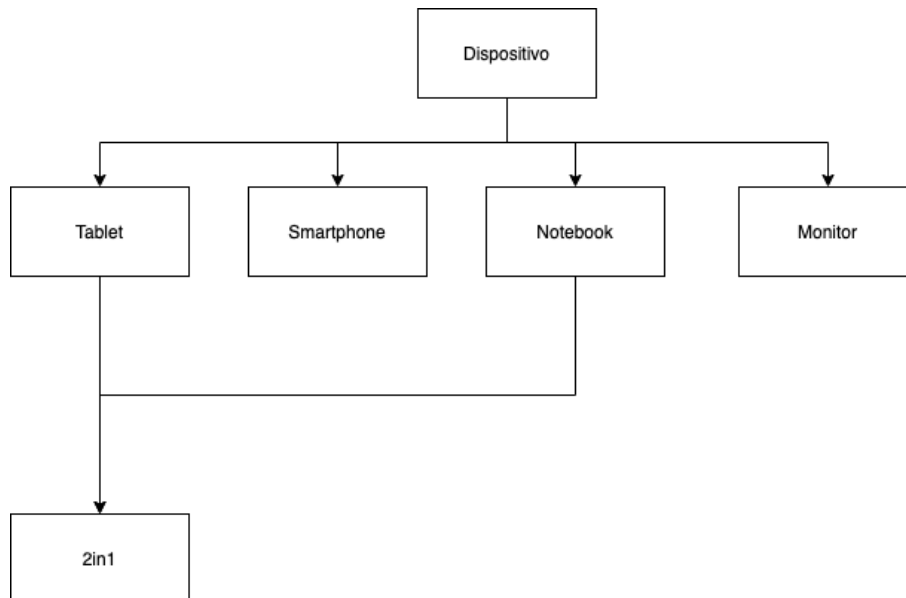 Dispositivo
Tablet
Smartphone
Notebook
Monitor
2in1